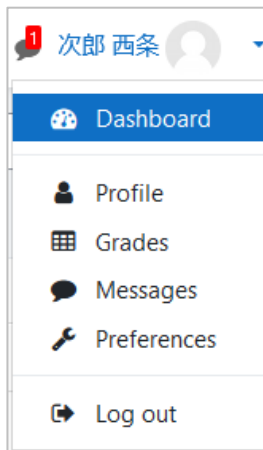 1 次郎 西条
Dashboard
Profile
Grades
Messages
Preferences
Log out